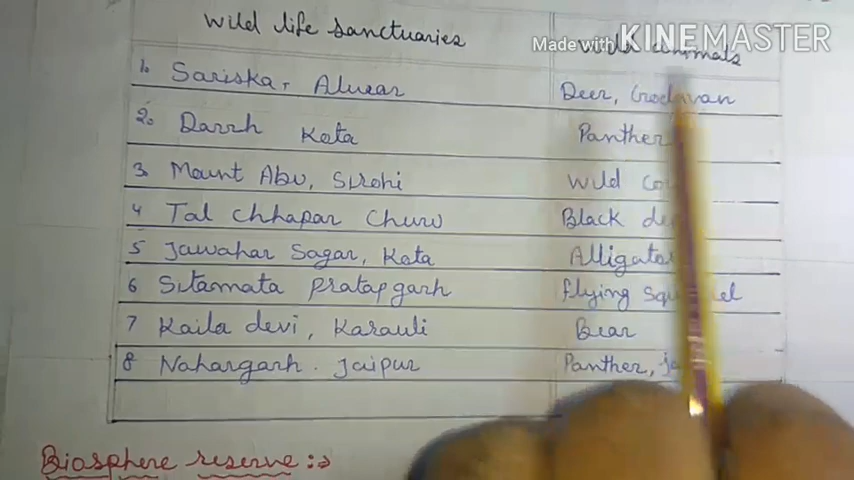 Wild life sanctuaries
Made with KINEMASTER
Wild animals
1. Sariska, Alwar Deer,
2. Darrh Kota Panther
3. Mount Abu, Sirohi Wild
4 Tal Chhapar Churu Black
5 Jawahar Sagar, Kota
6 Sitamata Pratapgarh flying
7 Kaila devi, Karauli Bear
8 Nahargarh. Jaipur Panther,
Biosphere reserve :→